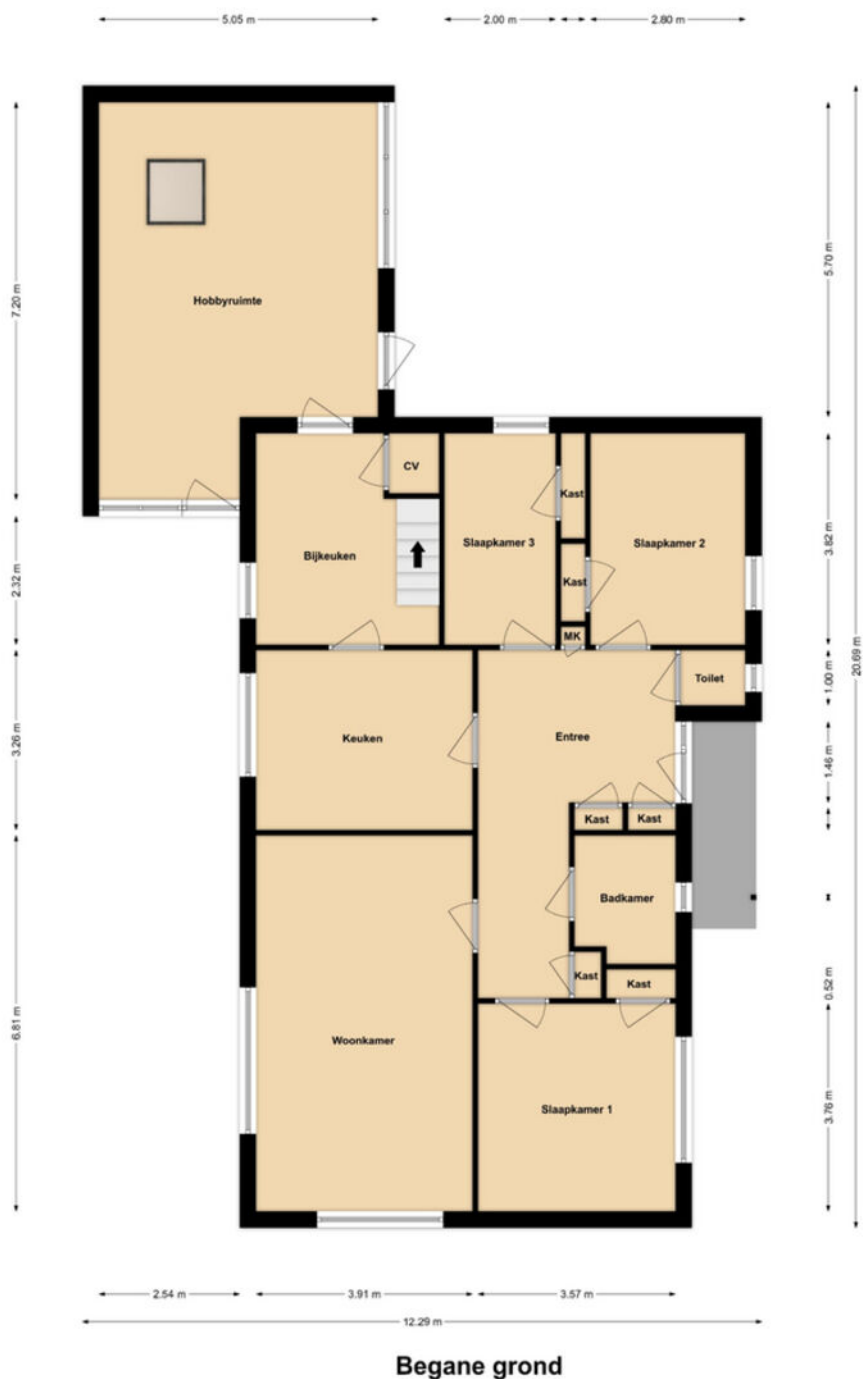 5.05 m
2.00 m
2.80 m
7.20 m
5.70 m
Hobbyruimte
CV
Kast
Slaapkamer 3
Slaapkamer 2
Bijkeuken
Kast
MK
2.32 m
3.82 m
20.69 m
Toilet
1.00 m
Keuken
Entree
3.26 m
1.46 m
Kast
Kast
Badkamer
Kast
Kast
0.52 m
Woonkamer
6.81 m
Slaapkamer 1
3.76 m
2.54 m
3.91 m
3.57 m
12.29 m
Begane grond